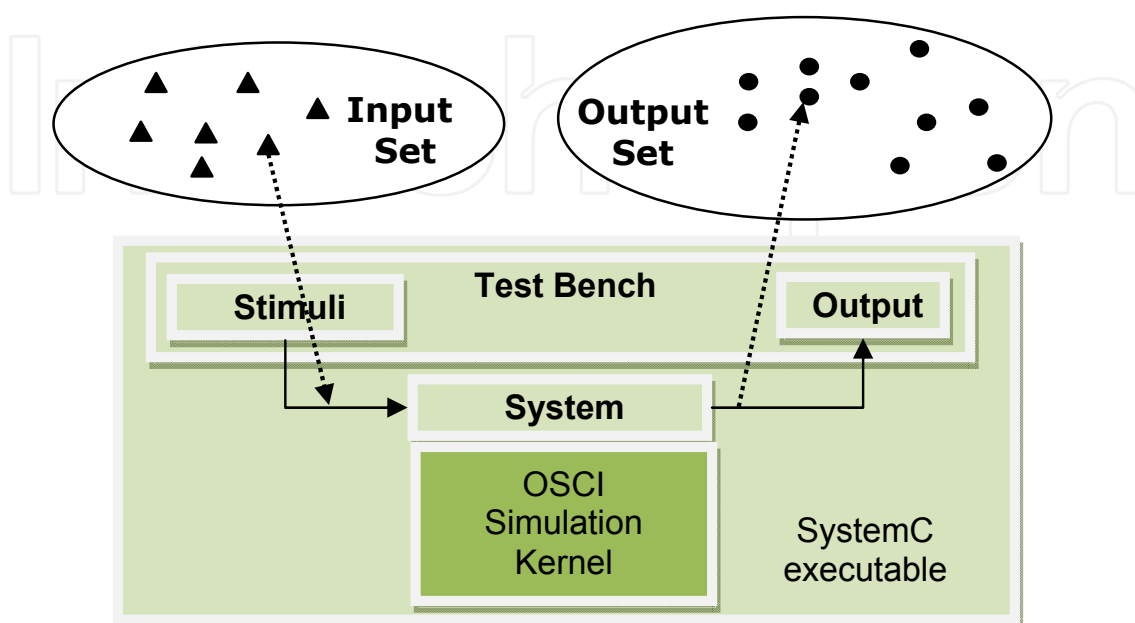 Input
Set
Output
Set
Test Bench
Stimuli
Output
System
OSCI
Simulation
Kernel
SystemC
executable